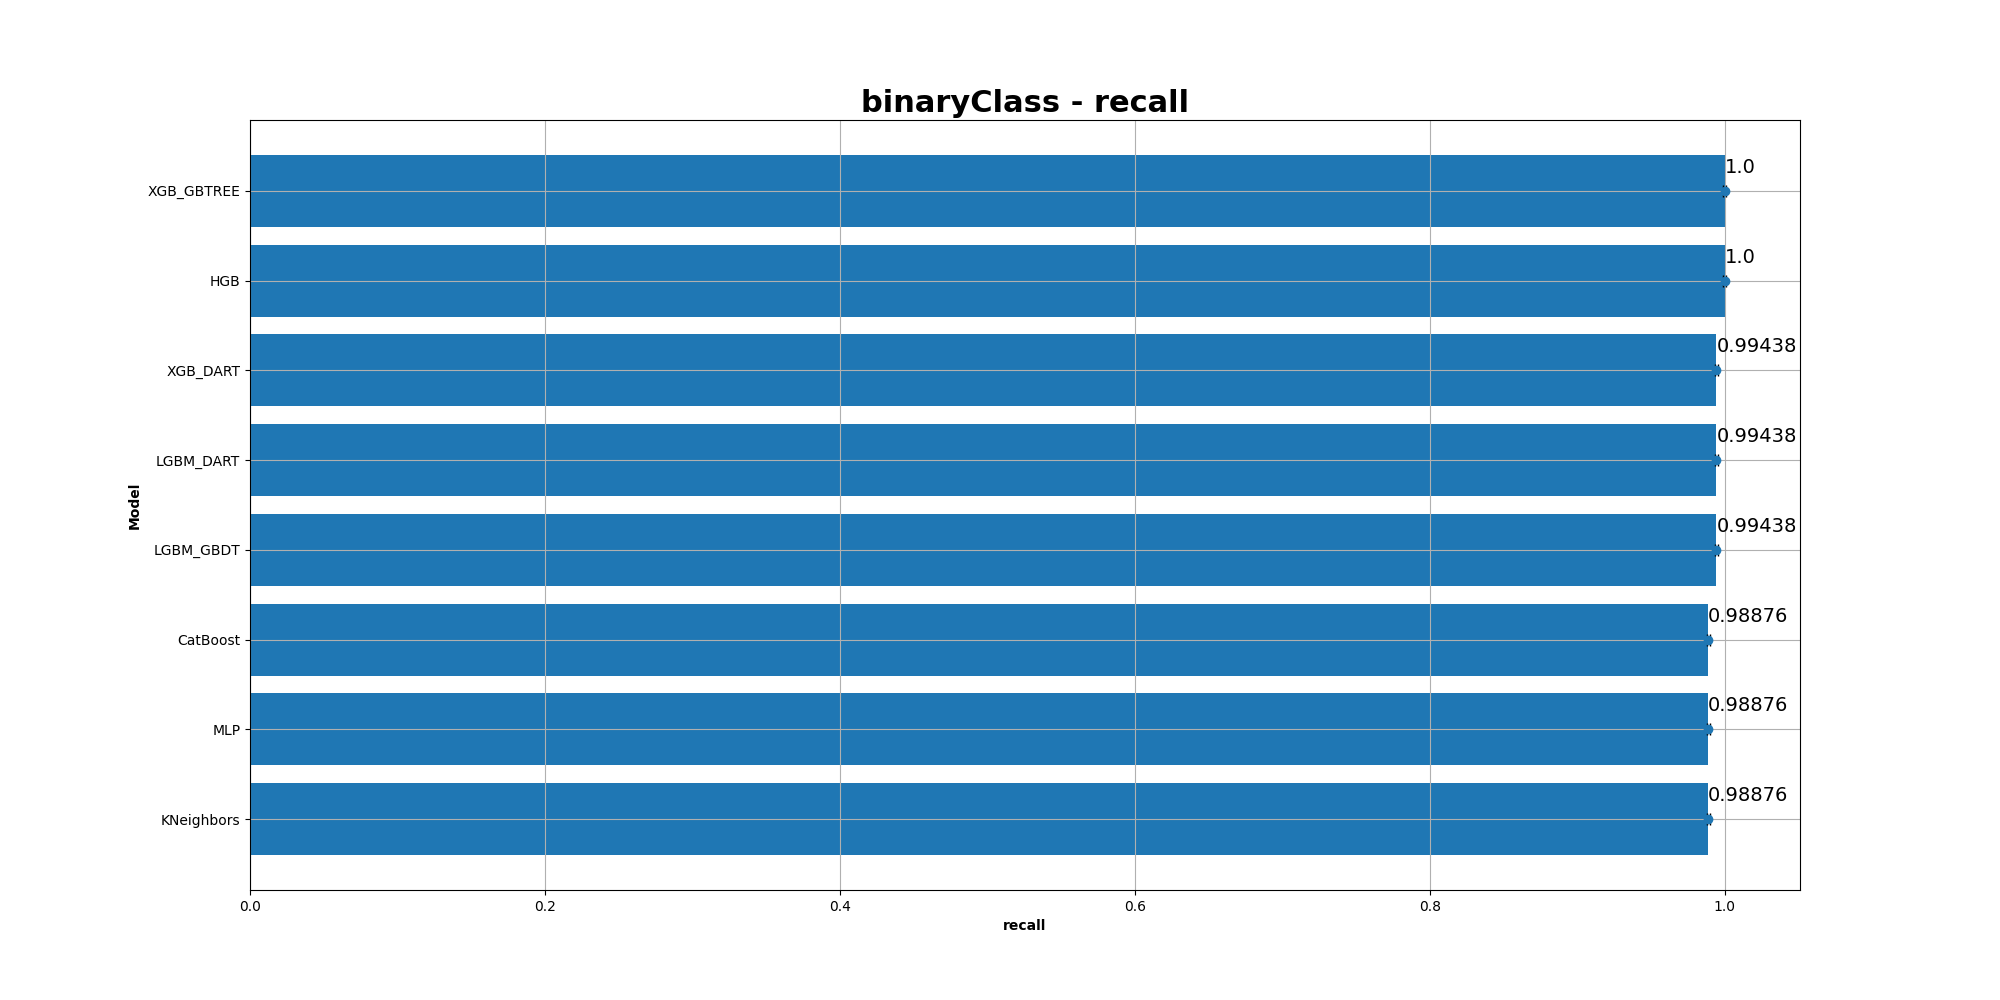 binaryClass - recall
XGB_GBTREE
1.0
HGB
1.0
XGB_DART
0.99438
LGBM_DART
0.99438
Model
LGBM_GBDT
0.99438
CatBoost
0.98876
MLP
0.98876
KNeighbors
0.98876
0.0 0.2 0.4 0.6 0.8 1.0
recall